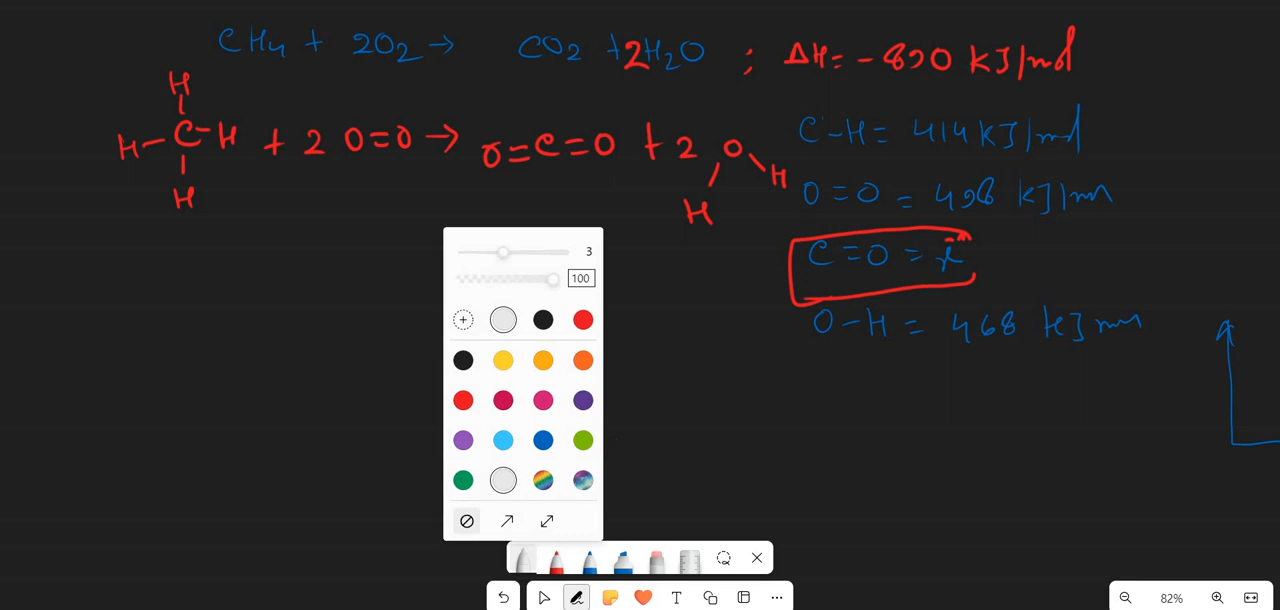 CH4 + 2O2 → CO2 + 2H2O ; ΔH = -890 KJ/mol
H
H-C-H + 2 O=O → O=C=O + 2 O
H
H
H
C-H = 414 KJ/mol
O=O = 498 KJ/mol
C=O = x
O-H = 468 KJ/mol
3
100
T
82%